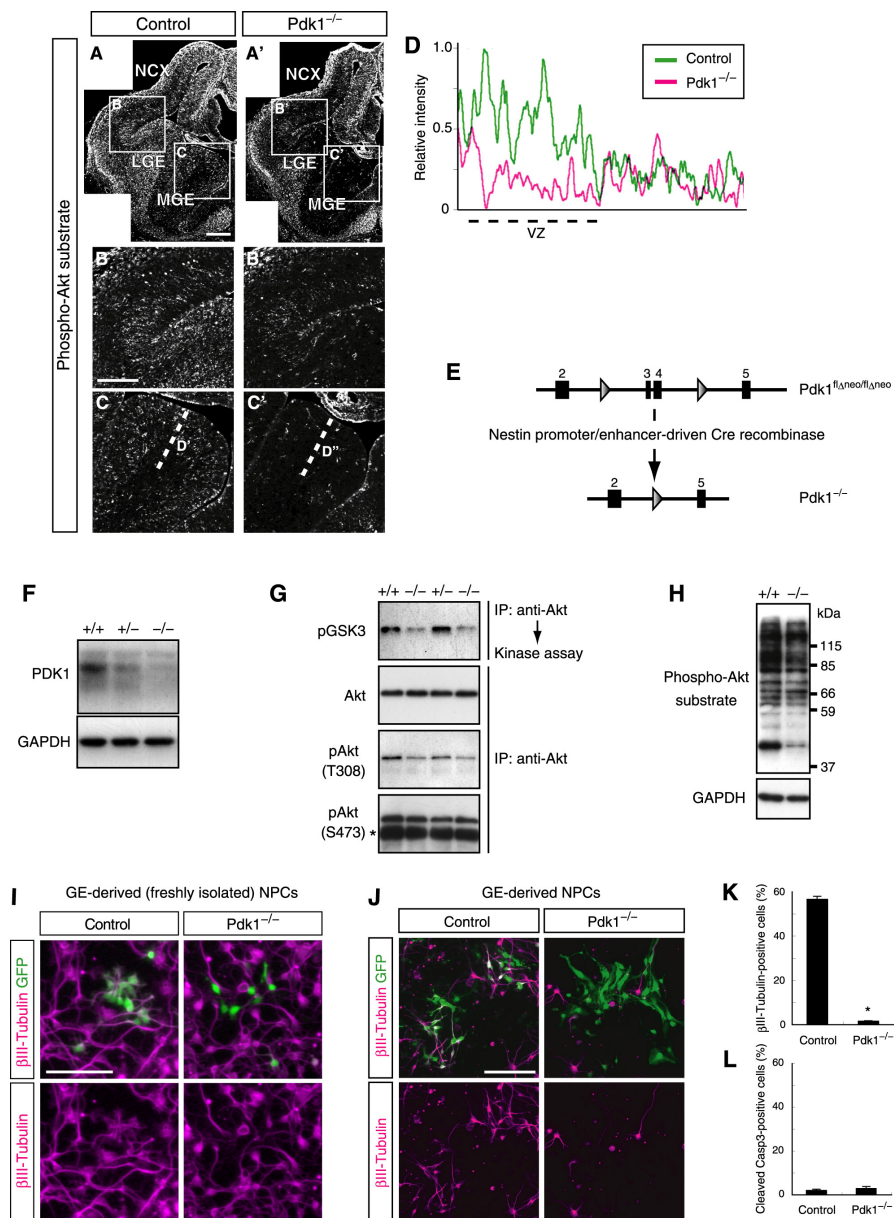 Control
Pdk1−/−
Phospho-Akt substrate
A
NCX
B
LGE
C
MGE
A'
NCX
B'
LGE
C'
MGE
B
B'
C
D'
C'
D''
D
Relative intensity
1.0
0.5
0
Control
Pdk1−/−
VZ
E
2 3 4 5
Pdk1flΔneo/flΔneo
Nestin promoter/enhancer-driven Cre recombinase
2 5
Pdk1−/−
F
+/+ +/− −/−
PDK1
GAPDH
G
+/+ −/− +/− −/−
pGSK3
IP: anti-Akt
Kinase assay
Akt
pAkt
(T308)
IP: anti-Akt
pAkt
(S473) *
H
+/+ −/−
kDa
Phospho-Akt
substrate
115
85
66
59
37
GAPDH
I
GE-derived (freshly isolated) NPCs
Control
Pdk1−/−
βIII-Tubulin GFP
βIII-Tubulin
J
GE-derived NPCs
Control
Pdk1−/−
βIII-Tubulin GFP
βIII-Tubulin
K
βIII-Tubulin-positive cells (%)
60
40
20
0
*
Control Pdk1−/−
L
Cleaved Casp3-positive cells (%)
60
40
20
0
Control Pdk1−/−